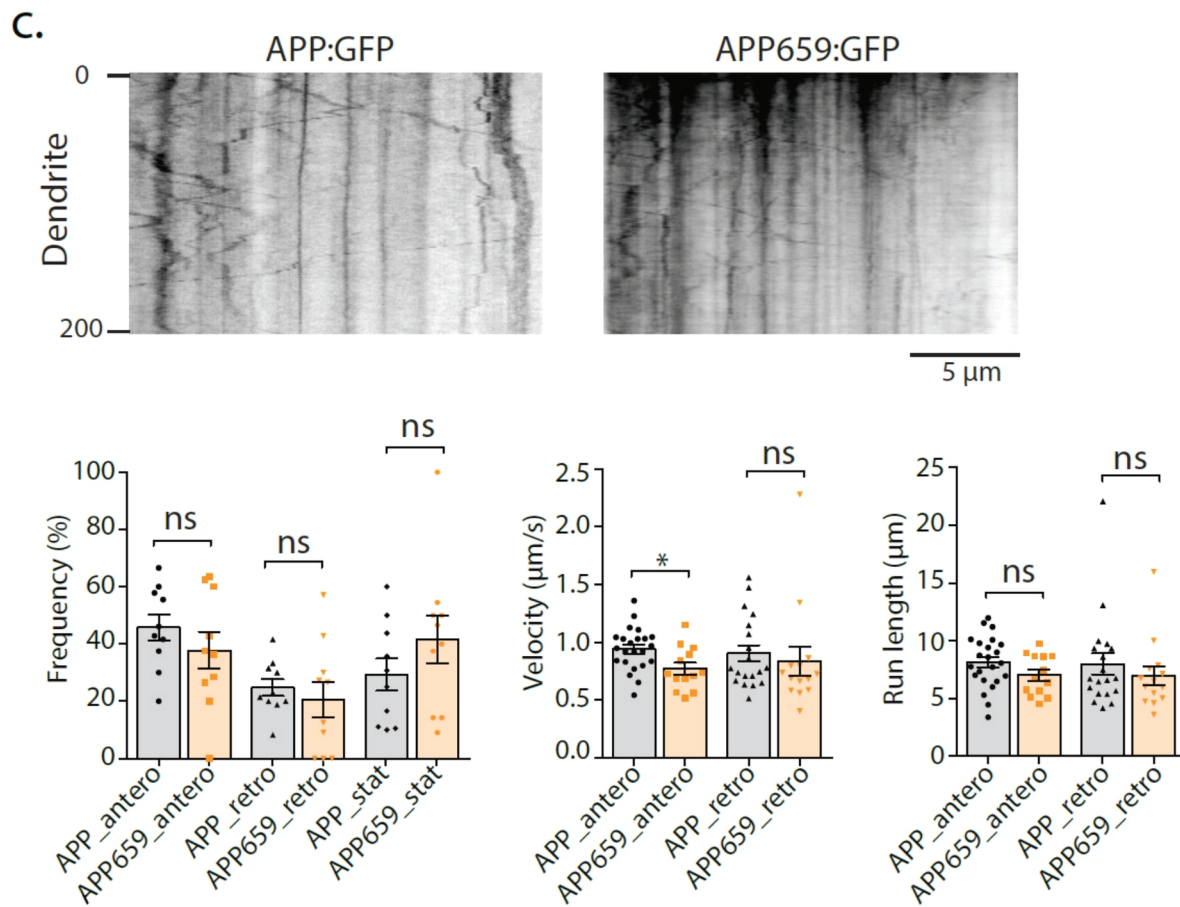 C.
APP:GFP
APP659:GFP
0
Dendrite
200
5 µm
Frequency (%)
100
80
60
40
20
0
ns
ns
ns
APP_antero
APP659_antero
APP_retro
APP659_retro
APP_stat
APP659_stat
Velocity (µm/s)
2.5
2.0
1.5
1.0
0.5
0.0
*
ns
APP_antero
APP659_antero
APP_retro
APP659_retro
Run length (µm)
25
20
15
10
5
0
ns
ns
APP_antero
APP659_antero
APP_retro
APP659_retro